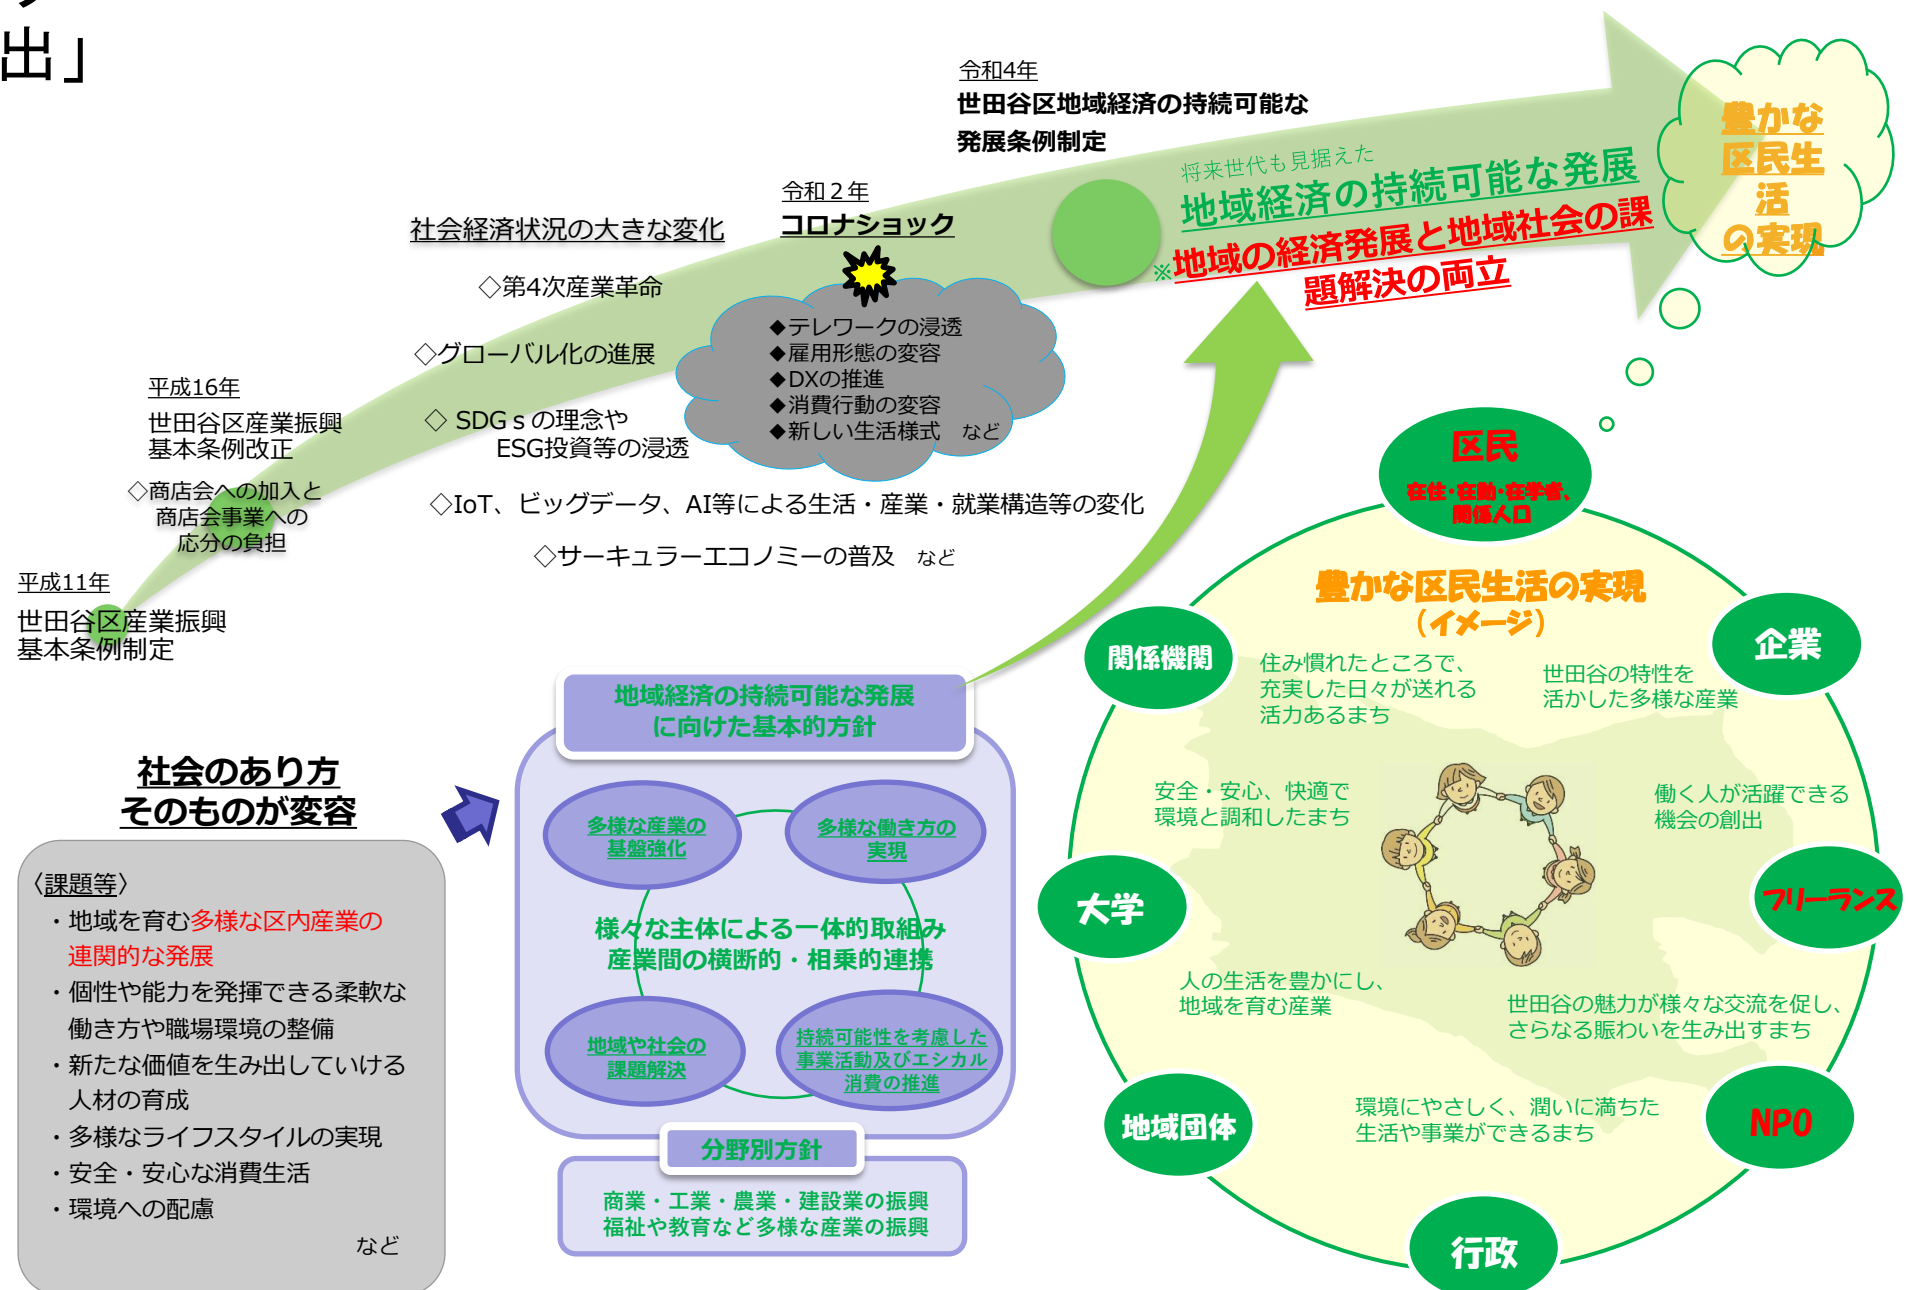 出」
令和4年
世田谷区地域経済の持続可能な
発展条例制定
豊かな
区民生
活
の実現
将来世代も見据えた
地域経済の持続可能な発展
※地域の経済発展と地域社会の課
題解決の両立
令和２年
コロナショック
◆テレワークの浸透
◆雇用形態の変容
◆DXの推進
◆消費行動の変容
◆新しい生活様式　など
社会経済状況の大きな変化
◇第4次産業革命
◇グローバル化の進展
◇ SDGｓの理念や
ESG投資等の浸透
◇IoT、ビッグデータ、AI等による生活・産業・就業構造等の変化
◇サーキュラーエコノミーの普及　など
平成16年
世田谷区産業振興
基本条例改正
◇商店会への加入と
商店会事業への
応分の負担
平成11年
世田谷区産業振興
基本条例制定
社会のあり方
そのものが変容
〈課題等〉
・地域を育む多様な区内産業の
連関的な発展
・個性や能力を発揮できる柔軟な
働き方や職場環境の整備
・新たな価値を生み出していける
人材の育成
・多様なライフスタイルの実現
・安全・安心な消費生活
・環境への配慮
など
地域経済の持続可能な発展
に向けた基本的方針
多様な産業の
基盤強化
多様な働き方の
実現
様々な主体による一体的取組み
産業間の横断的・相乗的連携
地域や社会の
課題解決
持続可能性を考慮した
事業活動及びエシカル
消費の推進
分野別方針
商業・工業・農業・建設業の振興
福祉や教育など多様な産業の振興
区民
在住・在勤・在学者、
関係人口
豊かな区民生活の実現
（イメージ）
関係機関
企業
住み慣れたところで、
充実した日々が送れる
活力あるまち
世田谷の特性を
活かした多様な産業
安全・安心、快適で
環境と調和したまち
働く人が活躍できる
機会の創出
大学
フリーランス
人の生活を豊かにし、
地域を育む産業
世田谷の魅力が様々な交流を促し、
さらなる賑わいを生み出すまち
地域団体
環境にやさしく、潤いに満ちた
生活や事業ができるまち
NPO
行政